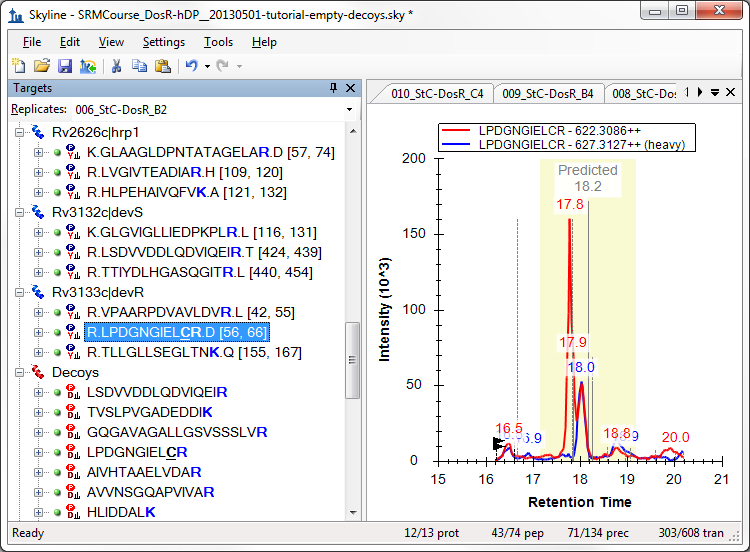 Skyline - SRMCourse_DosR-hDP__20130501-tutorial-empty-decoys.sky *
File Edit View Settings Tools Help
Targets
Replicates: 006_StC-DosR_B2
Rv2626c|hrp1
K.GLAAGLDPNTATAGELAR.D [57, 74]
R.LVGIVTEADIAR.H [109, 120]
R.HLPEHAIVQFVK.A [121, 132]
Rv3132c|devS
K.GLGVIGLLIEDPKPLR.L [116, 131]
R.LSDVVDDLQDVIQEIR.T [424, 439]
R.TTIYDLHGASQGITR.L [440, 454]
Rv3133c|devR
R.VPAARPDVAVLDVR.L [42, 55]
R.LPDGNGIELCR.D [56, 66]
R.TLLGLLSEGLTNK.Q [155, 167]
Decoys
LSDVVDDLQDVIQEIR
TVSLPVGADEDDIK
GQGAVAGALLGSVSSSLVR
LPDGNGIELCR
AIVHTAAELVDAR
AVVNSGQAPVIVAR
HLIDDALK
010_StC-DosR_C4 009_StC-DosR_B4 008_StC-Dos
LPDGNGIELCR - 622.3086++
LPDGNGIELCR - 627.3127++ (heavy)
200
150
100
50
0
Intensity (10^3)
Predicted
18.2
17.8
17.9
18.0
16.5
18.8
20.0
15 16 17 18 19 20 21
Retention Time
Ready 12/13 prot 43/74 pep 71/134 prec 303/608 tran